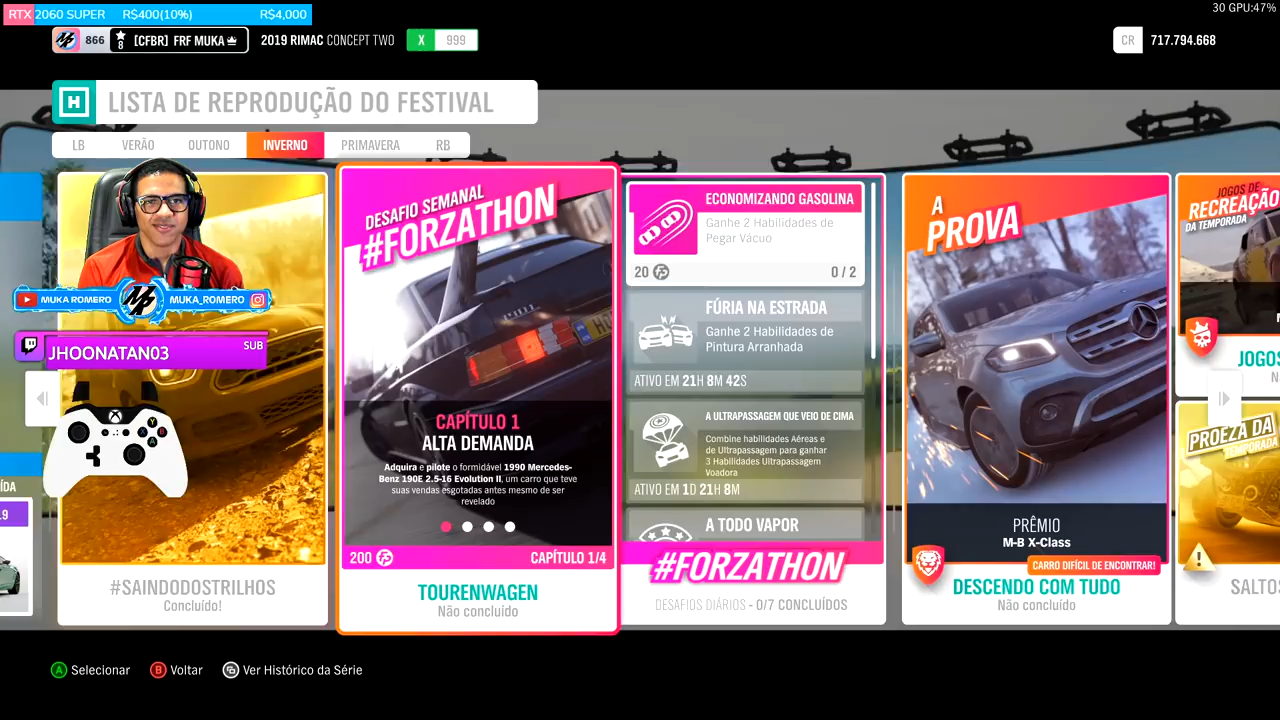 RTX 2060 SUPER R$400(10%) R$4,000
30 GPU:47%
866 8 [CFBR] FRF MUKA 2019 RIMAC CONCEPT TWO X 999
CR 717.794.668
H LISTA DE REPRODUÇÃO DO FESTIVAL
LB VERÃO OUTONO INVERNO PRIMAVERA RB
MUKA ROMERO MUKA_ROMERO
JHOONATAN03 SUB
#SAINDODOSTRILHOS
Concluído!
DESAFIO SEMANAL
#FORZATHON
CAPÍTULO 1
ALTA DEMANDA
Adquira e pilote o formidável 1990 Mercedes-
Benz 190E 2.5-16 Evolution II, um carro que teve
suas vendas esgotadas antes mesmo de ser
revelado
200 CAPÍTULO 1/4
TOURENWAGEN
Não concluído
ECONOMIZANDO GASOLINA
Ganhe 2 Habilidades de
Pegar Vácuo
20 0 / 2
FÚRIA NA ESTRADA
Ganhe 2 Habilidades de
Pintura Arranhada
ATIVO EM 21H 8M 42S
A ULTRAPASSAGEM QUE VEIO DE CIMA
Combine habilidades Aéreas e
de Ultrapassagem para ganhar
3 Habilidades Ultrapassagem
Voadora
ATIVO EM 1D 21H 8M
A TODO VAPOR
#FORZATHON
DESAFIOS DIÁRIOS - 0/7 CONCLUÍDOS
A
PROVA
PRÊMIO
M-B X-Class
CARRO DIFÍCIL DE ENCONTRAR!
DESCENDO COM TUDO
Não concluído
JOGOS DE
RECREAÇÃO
DA TEMPORADA
JOGOS
PROEZA DA
SALTOS
A Selecionar B Voltar Ver Histórico da Série